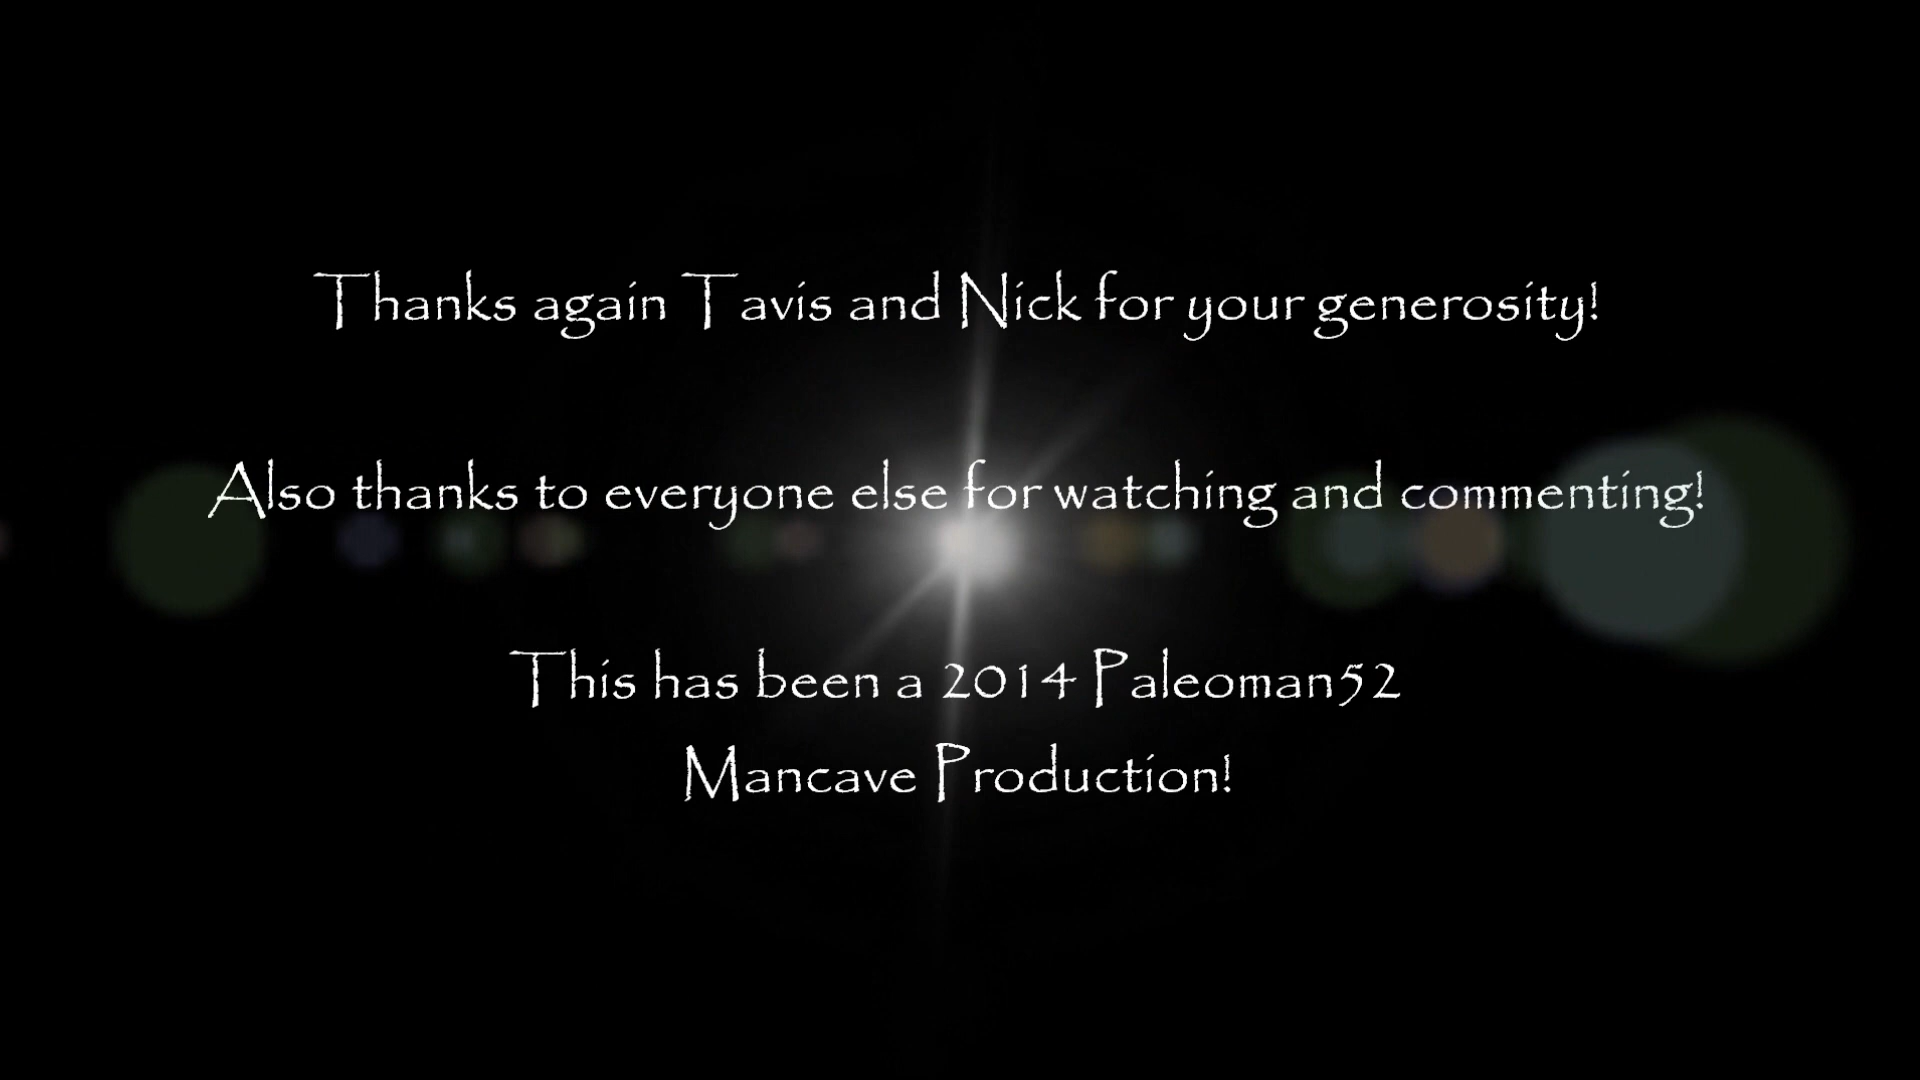 Thanks again Tavis and Nick for your generosity!
Also thanks to everyone else for watching and commenting!
This has been a 2014 Paleoman52
Mancave Production!